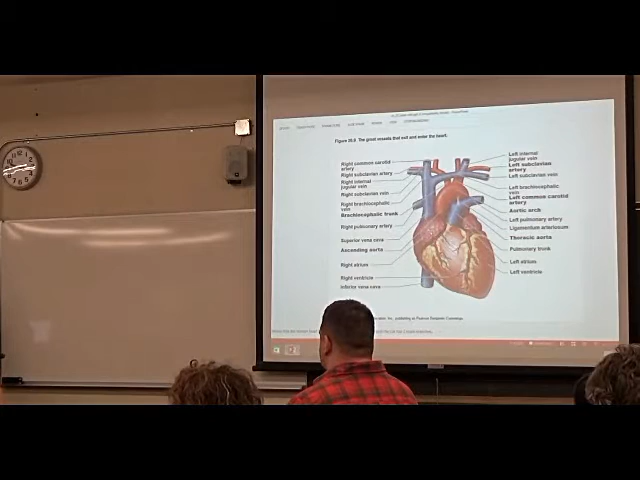 Figure 20.8 The great vessels that exit and enter the heart.
Right common carotid
artery
Right subclavian artery
Right internal
jugular vein
Right subclavian vein
Right brachiocephalic
vein
Brachiocephalic trunk
Right pulmonary artery
Superior vena cava
Ascending aorta
Right atrium
Right ventricle
Inferior vena cava
Left internal
jugular vein
Left subclavian
artery
Left subclavian vein
Left brachiocephalic
vein
Left common carotid
artery
Aortic arch
Left pulmonary artery
Ligamentum arteriosum
Thoracic aorta
Pulmonary trunk
Left atrium
Left ventricle